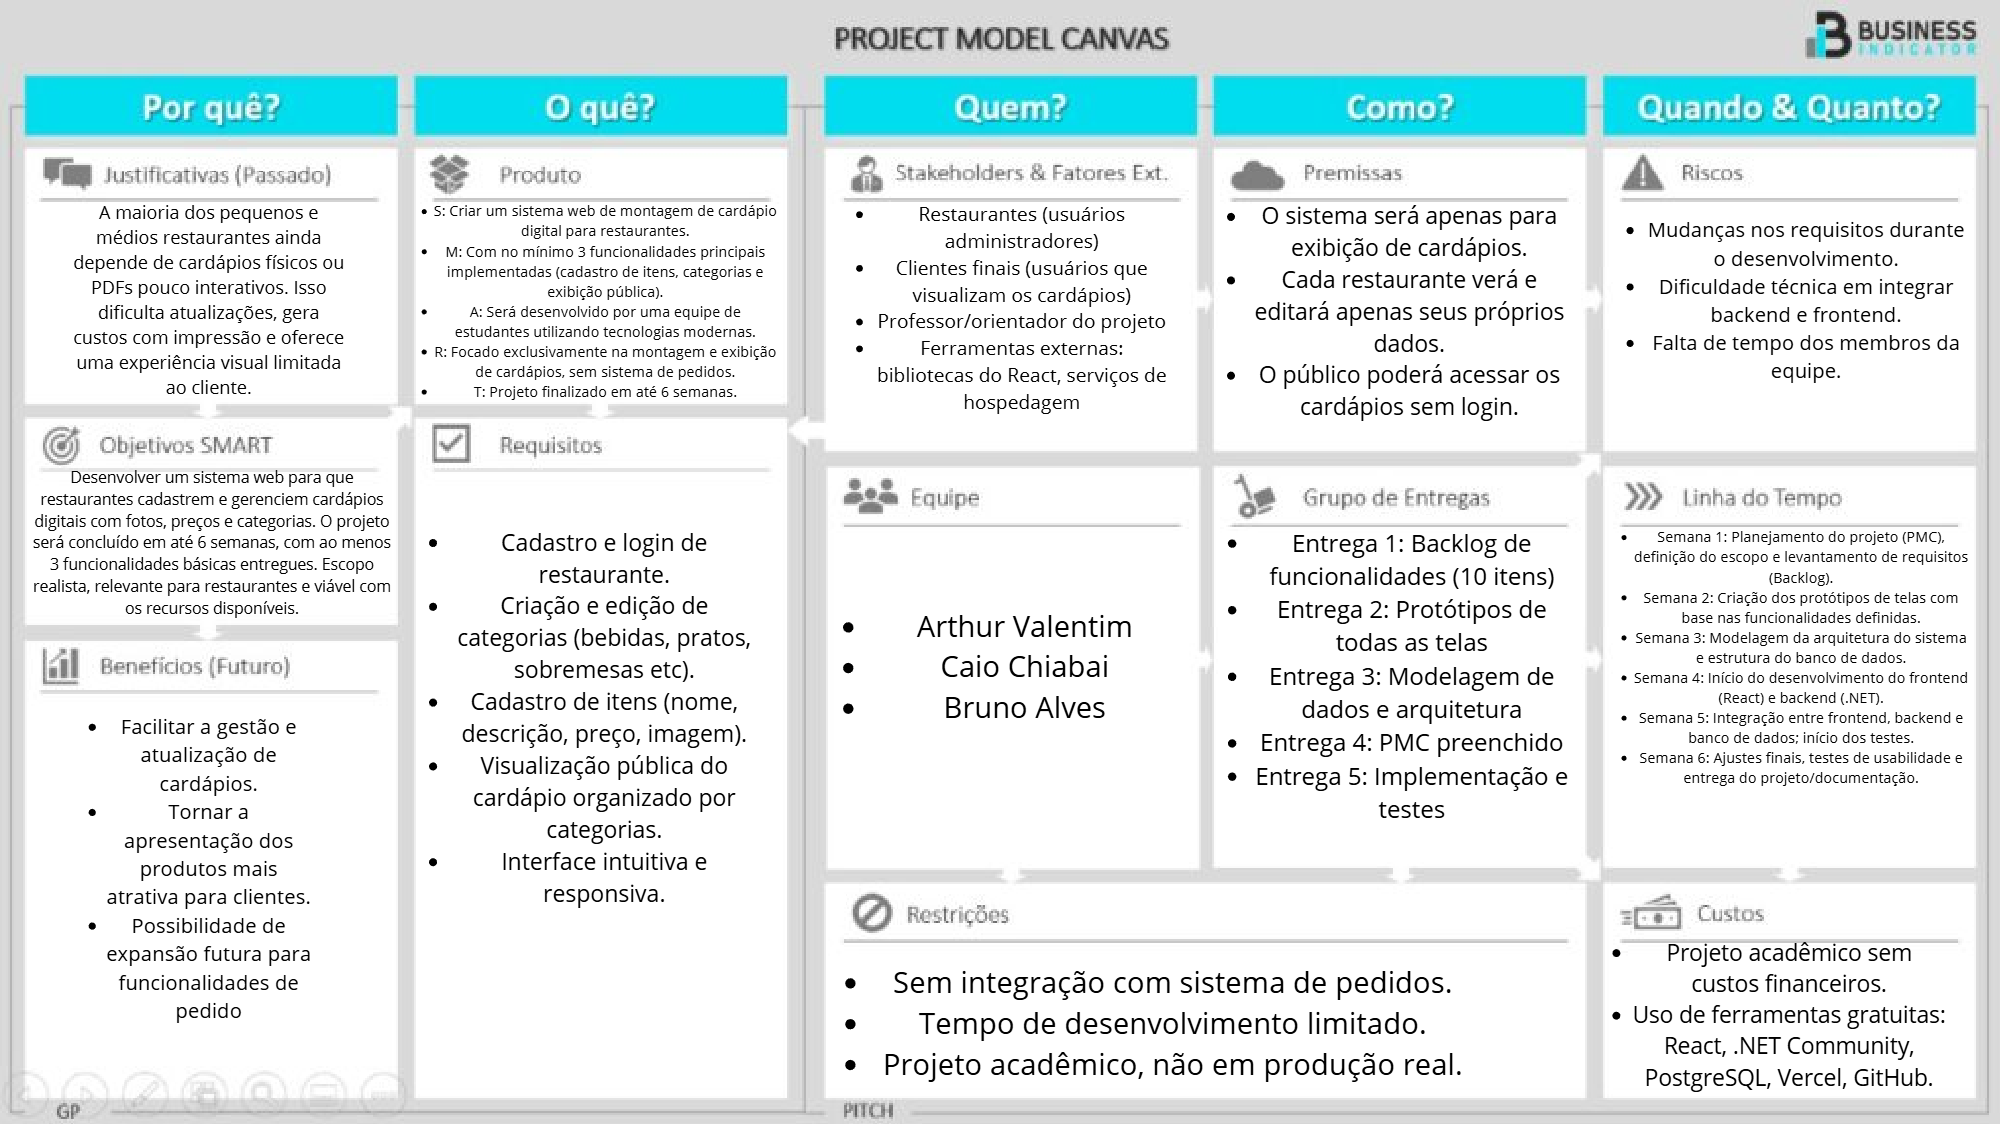 PROJECT MODEL CANVAS
BUSINESS
INDICATOR
Por quê?
Justificativas (Passado)
A maioria dos pequenos e
médios restaurantes ainda
depende de cardápios físicos ou
PDFs pouco interativos. Isso
dificulta atualizações, gera
custos com impressão e oferece
uma experiência visual limitada
ao cliente.
Objetivos SMART
Desenvolver um sistema web para que
restaurantes cadastrem e gerenciem cardápios
digitais com fotos, preços e categorias. O projeto
será concluído em até 6 semanas, com ao menos
3 funcionalidades básicas entregues. Escopo
realista, relevante para restaurantes e viável com
os recursos disponíveis.
Benefícios (Futuro)
• Facilitar a gestão e
atualização de
cardápios.
• Tornar a
apresentação dos
produtos mais
atrativa para clientes.
• Possibilidade de
expansão futura para
funcionalidades de
pedido
O quê?
Produto
• S: Criar um sistema web de montagem de cardápio
digital para restaurantes.
• M: Com no mínimo 3 funcionalidades principais
implementadas (cadastro de itens, categorias e
exibição pública).
• A: Será desenvolvido por uma equipe de
estudantes utilizando tecnologias modernas.
• R: Focado exclusivamente na montagem e exibição
de cardápios, sem sistema de pedidos.
• T: Projeto finalizado em até 6 semanas.
Requisitos
• Cadastro e login de
restaurante.
• Criação e edição de
categorias (bebidas, pratos,
sobremesas etc).
• Cadastro de itens (nome,
descrição, preço, imagem).
• Visualização pública do
cardápio organizado por
categorias.
• Interface intuitiva e
responsiva.
Quem?
Stakeholders & Fatores Ext.
• Restaurantes (usuários
administradores)
• Clientes finais (usuários que
visualizam os cardápios)
• Professor/orientador do projeto
• Ferramentas externas:
bibliotecas do React, serviços de
hospedagem
Equipe
• Arthur Valentim
• Caio Chiabai
• Bruno Alves
Como?
Premissas
• O sistema será apenas para
exibição de cardápios.
• Cada restaurante verá e
editará apenas seus próprios
dados.
• O público poderá acessar os
cardápios sem login.
Grupo de Entregas
• Entrega 1: Backlog de
funcionalidades (10 itens)
• Entrega 2: Protótipos de
todas as telas
• Entrega 3: Modelagem de
dados e arquitetura
• Entrega 4: PMC preenchido
• Entrega 5: Implementação e
testes
Restrições
• Sem integração com sistema de pedidos.
• Tempo de desenvolvimento limitado.
• Projeto acadêmico, não em produção real.
Quando & Quanto?
Riscos
• Mudanças nos requisitos durante
o desenvolvimento.
• Dificuldade técnica em integrar
backend e frontend.
• Falta de tempo dos membros da
equipe.
Linha do Tempo
• Semana 1: Planejamento do projeto (PMC),
definição do escopo e levantamento de requisitos
(Backlog).
• Semana 2: Criação dos protótipos de telas com
base nas funcionalidades definidas.
• Semana 3: Modelagem da arquitetura do sistema
e estrutura do banco de dados.
• Semana 4: Início do desenvolvimento do frontend
(React) e backend (.NET).
• Semana 5: Integração entre frontend, backend e
banco de dados; início dos testes.
• Semana 6: Ajustes finais, testes de usabilidade e
entrega do projeto/documentação.
Custos
• Projeto acadêmico sem
custos financeiros.
• Uso de ferramentas gratuitas:
React, .NET Community,
PostgreSQL, Vercel, GitHub.
GP
PITCH